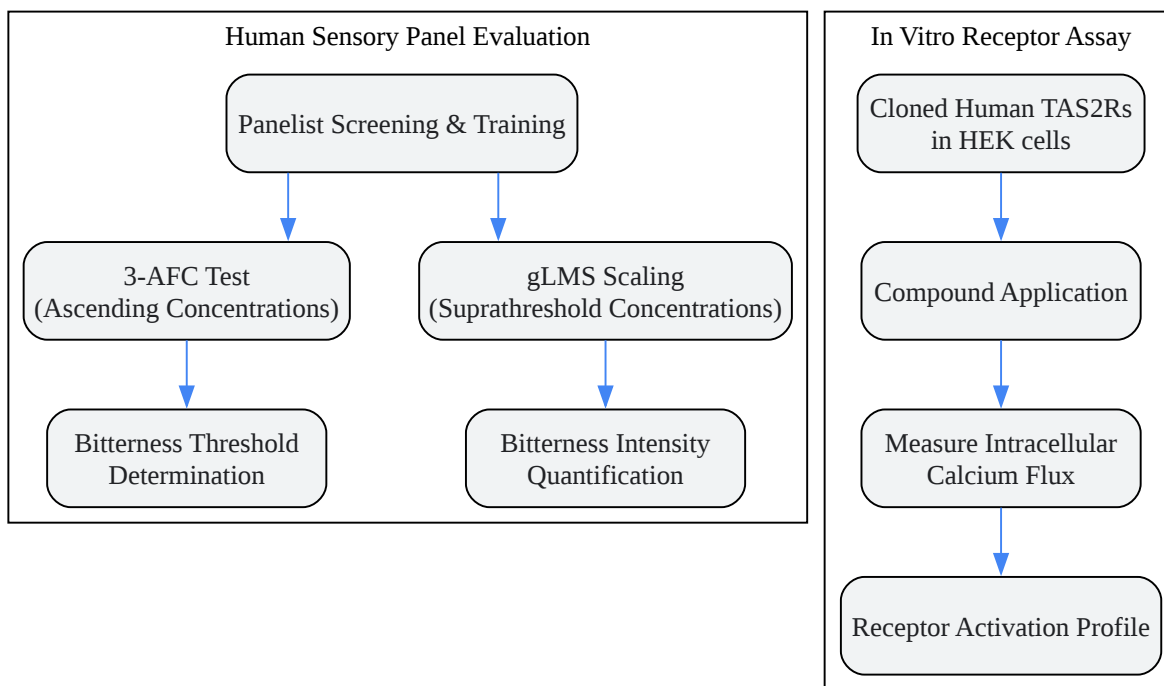 Human Sensory Panel Evaluation
Panelist Screening & Training
3-AFC Test
(Ascending Concentrations)
gLMS Scaling
(Suprathreshold Concentrations)
Bitterness Threshold
Determination
Bitterness Intensity
Quantification
In Vitro Receptor Assay
Cloned Human TAS2Rs
in HEK cells
Compound Application
Measure Intracellular
Calcium Flux
Receptor Activation Profile